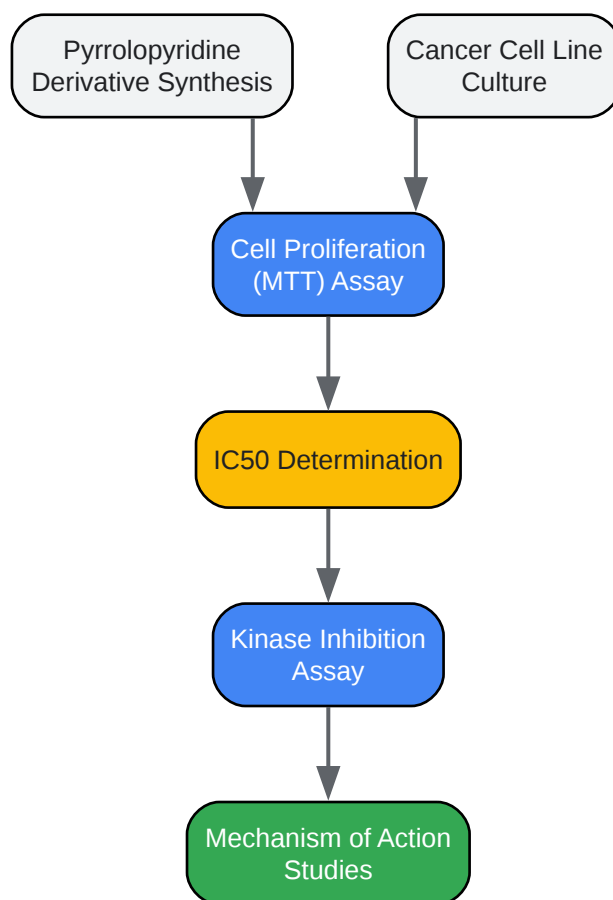 Pyrrolopyridine
Derivative Synthesis
Cancer Cell Line
Culture
Cell Proliferation
(MTT) Assay
IC50 Determination
Kinase Inhibition
Assay
Mechanism of Action
Studies